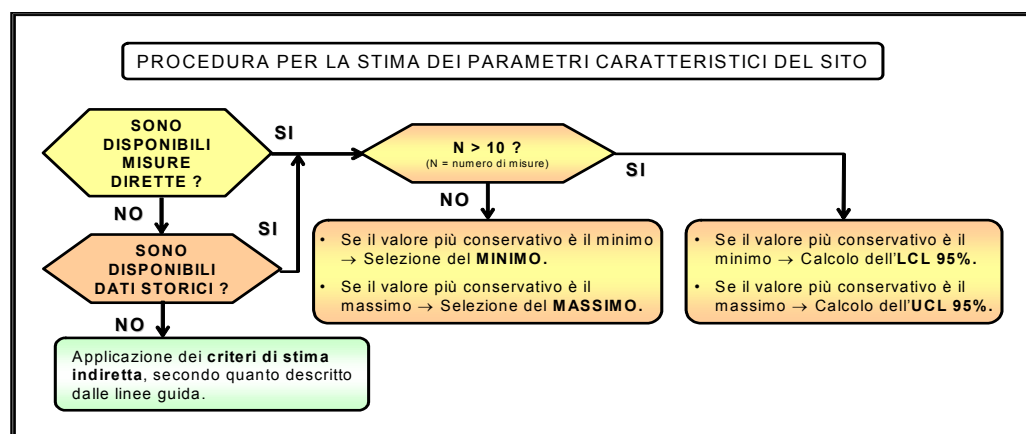 PROCEDURA PER LA STIMA DEI PARAMETRI CARATTERISTICI DEL SITO
SONO
DISPONIBILI
MISURE
DIRETTE ?
SI
N > 10 ?
(N = numero di misure)
SI
NO
NO
SI
SONO
DISPONIBILI
DATI STORICI ?
• Se il valore più conservativo è il minimo
→ Selezione del MINIMO.
• Se il valore più conservativo è il
massimo → Selezione del MASSIMO.
• Se il valore più conservativo è il
minimo → Calcolo dell'LCL 95%.
• Se il valore più conservativo è il
massimo → Calcolo dell'UCL 95%.
NO
Applicazione dei criteri di stima
indiretta, secondo quanto descritto
dalle linee guida.